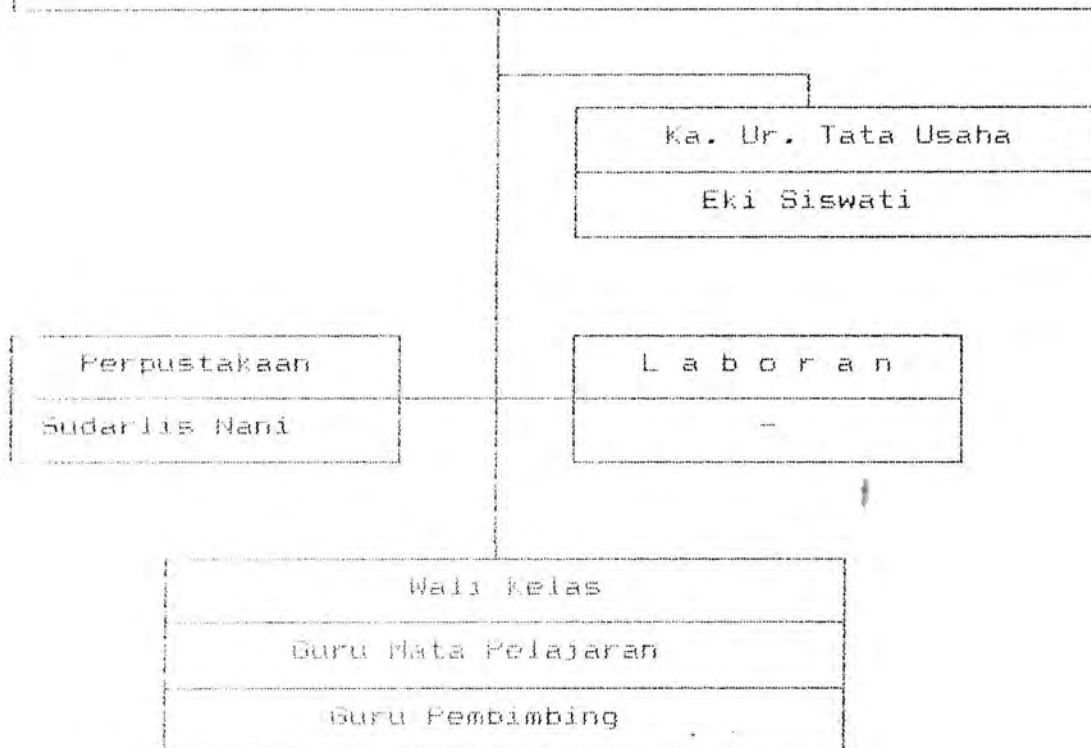 Ka. Ur. Tata Usaha
Eki Siswati
Perpustakaan
Sudarlis Nani
L a b o r a n
-
Wali Kelas
Guru Mata Pelajaran
Guru Pembimbing